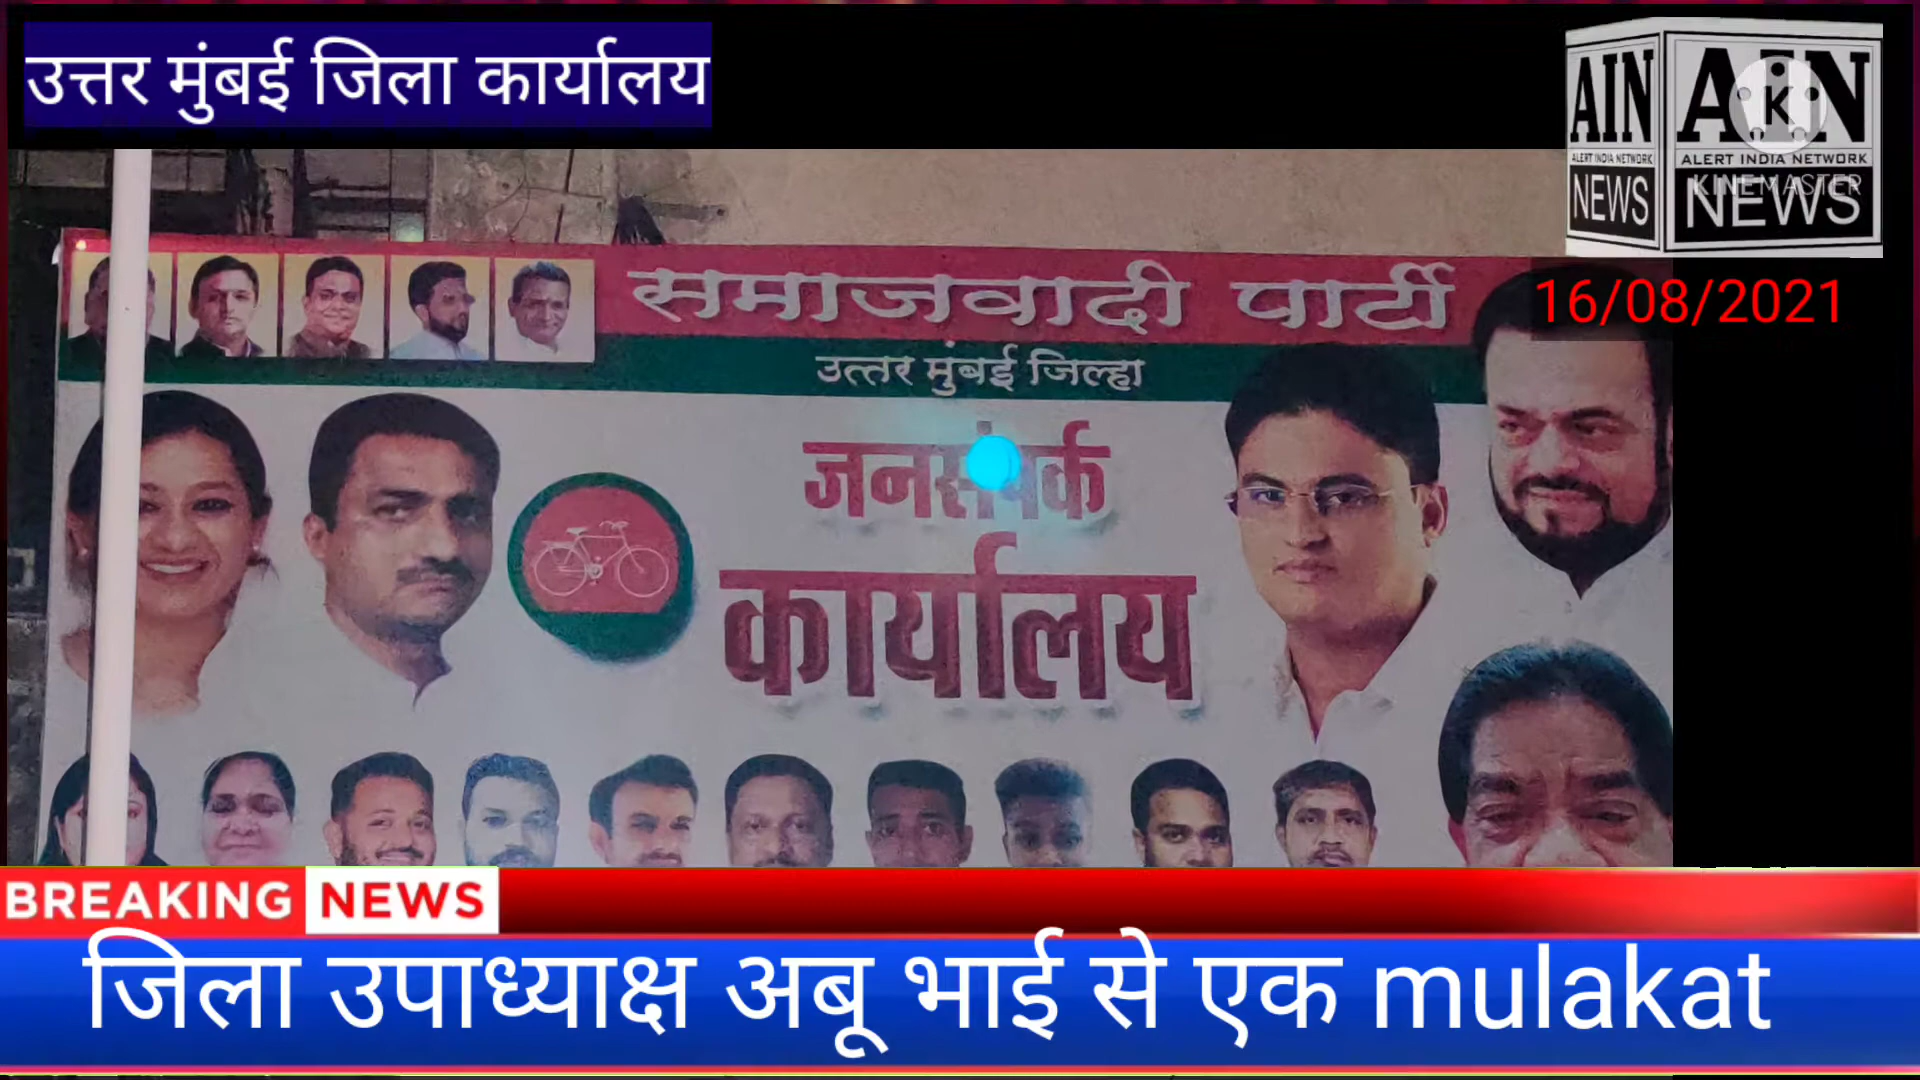 उत्तर मुंबई जिला कार्यालय
AIN
ALERT INDIA NETWORK
NEWS
AIN
K
ALERT INDIA NETWORK
KINEMASTER
NEWS
16/08/2021
समाजवादी पार्टी
उत्तर मुंबई जिल्हा
जनसंपर्क
कार्यालय
BREAKING NEWS
जिला उपाध्याक्ष अबू भाई से एक mulakat